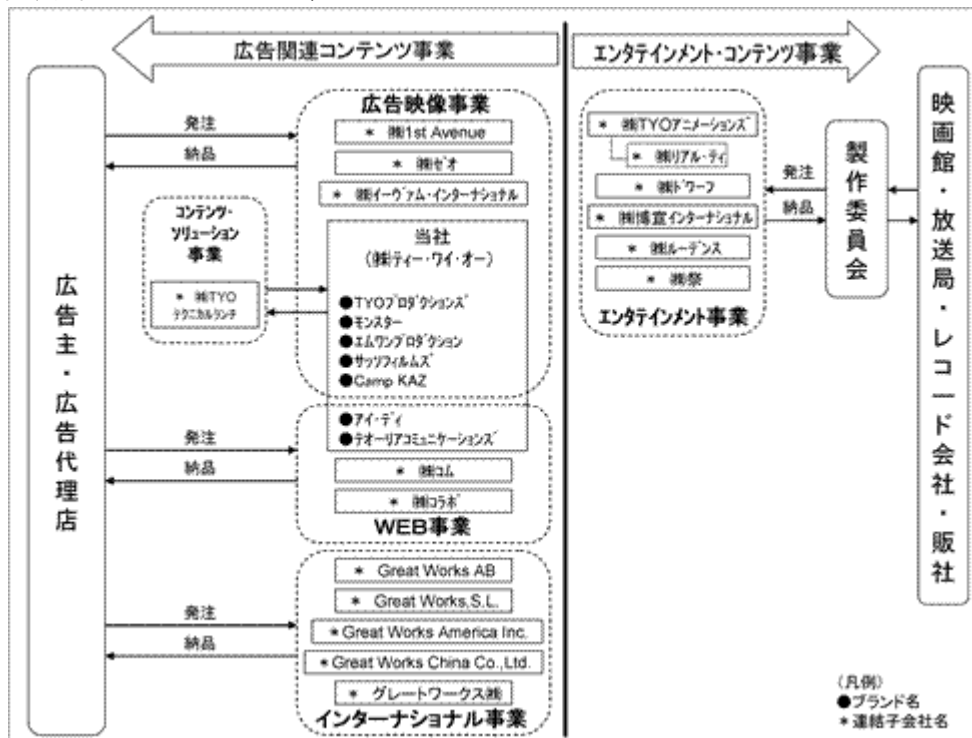 広告関連コンテンツ事業
エンタテインメント・コンテンツ事業
広告主・広告代理店
発注
納品
広告映像事業
* ㈱1st Avenue
* ㈱ゼオ
* ㈱イーヴァム・インターナショナル
コンテンツ・
ソリューション
事業
* ㈱TYO
テクニカルランチ
当社
(㈱ティー・ワイ・オー)
●TYOプロダクションズ
●モンスター
●エムワンプロダクション
●サッソフィルムズ
●Camp KAZ
●アイ・ディ
●テオーリアコミュニケーションズ
発注
納品
* ㈱コム
* ㈱コラボ
WEB事業
発注
納品
* Great Works AB
* Great Works,S.L.
* Great Works America Inc.
* Great Works China Co.,Ltd.
* グレートワークス㈱
インターナショナル事業
* ㈱TYOアニメーションズ
* ㈱リアル・ティ
* ㈱ドワーフ
* ㈱博宣インターナショナル
* ㈱ルーデンス
* ㈱祭
エンタテインメント事業
発注
納品
製作委員会
映画館・放送局・レコード会社・販社
(凡例)
●ブランド名
*連結子会社名